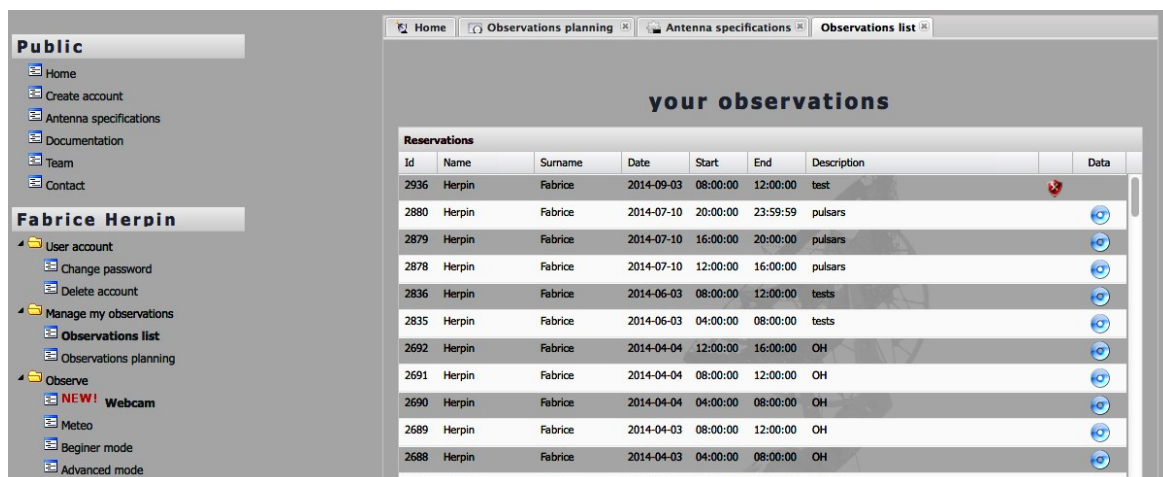 Public
Home
Create account
Antenna specifications
Documentation
Team
Contact
Fabrice Herpin
User account
Change password
Delete account
Manage my observations
Observations list
Observations planning
Observe
NEW! Webcam
Meteo
Beginer mode
Advanced mode
Home Observations planning Antenna specifications Observations list
your observations
Reservations
Id Name Surname Date Start End Description Data
2936 Herpin Fabrice 2014-09-03 08:00:00 12:00:00 test
2880 Herpin Fabrice 2014-07-10 20:00:00 23:59:59 pulsars
2879 Herpin Fabrice 2014-07-10 16:00:00 20:00:00 pulsars
2878 Herpin Fabrice 2014-07-10 12:00:00 16:00:00 pulsars
2836 Herpin Fabrice 2014-06-03 08:00:00 12:00:00 tests
2835 Herpin Fabrice 2014-06-03 04:00:00 08:00:00 tests
2692 Herpin Fabrice 2014-04-04 12:00:00 16:00:00 OH
2691 Herpin Fabrice 2014-04-04 08:00:00 12:00:00 OH
2690 Herpin Fabrice 2014-04-04 04:00:00 08:00:00 OH
2689 Herpin Fabrice 2014-04-03 08:00:00 12:00:00 OH
2688 Herpin Fabrice 2014-04-03 04:00:00 08:00:00 OH